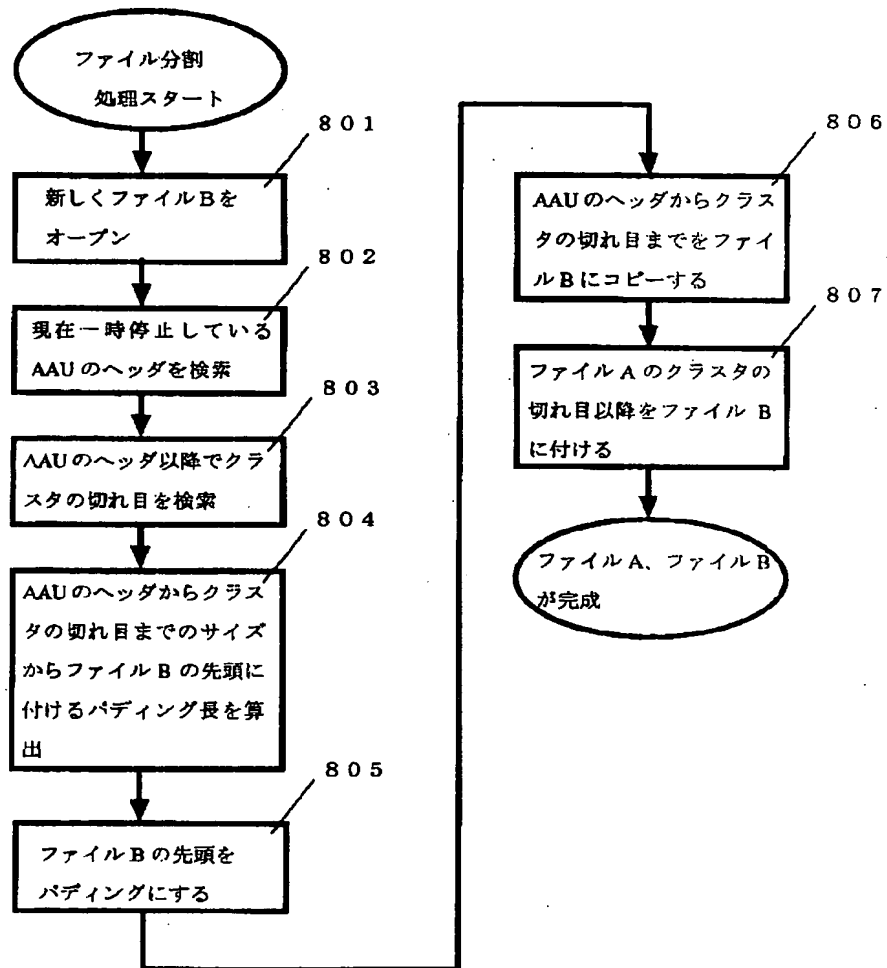 ファイル分割
処理スタート
801
新しくファイルBを
オープン
802
現在一時停止している
AAUのヘッダを検索
803
AAUのヘッダ以降でクラ
スタの切れ目を検索
804
AAUのヘッダからクラス
タの切れ目までのサイズ
からファイルBの先頭に
付けるパディング長を算
出
805
ファイルBの先頭を
パディングにする
806
AAUのヘッダからクラス
タの切れ目までをファイ
ルBにコピーする
807
ファイルAのクラスタの
切れ目以降をファイル B
に付ける
ファイルA、ファイルB
が完成